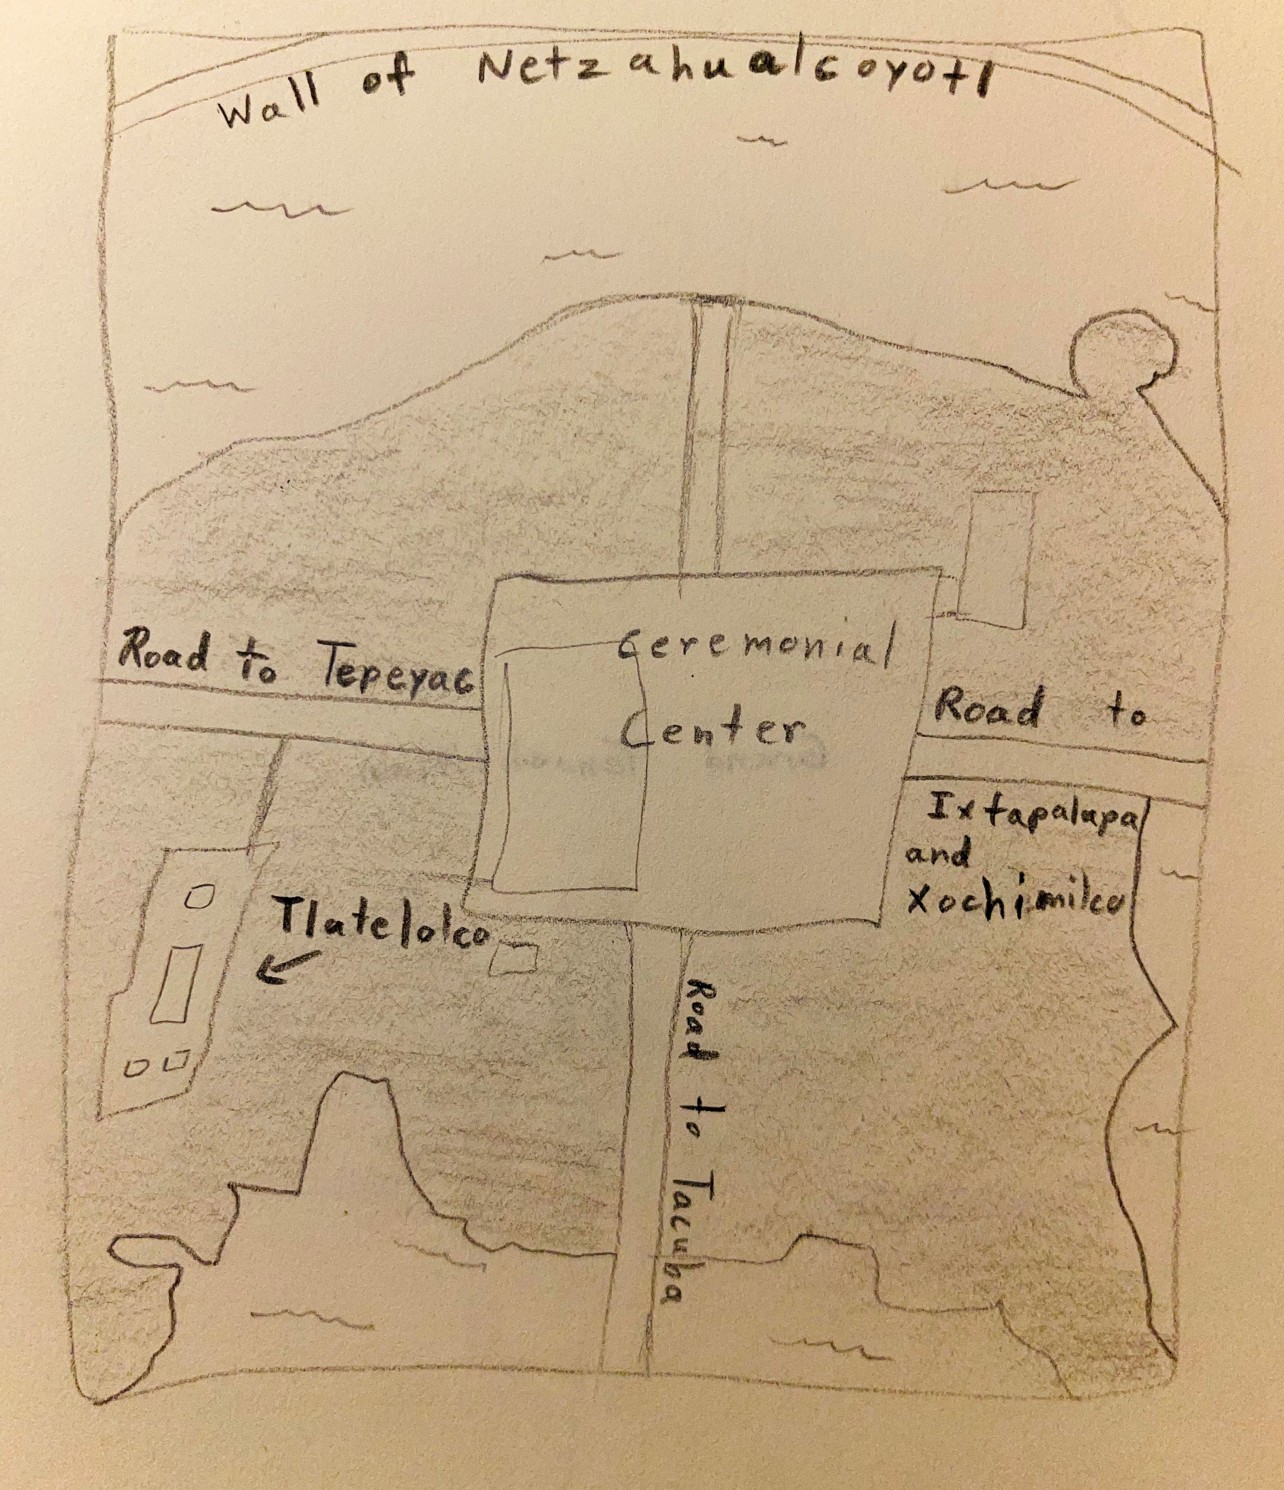 Wall of Netzahualcoyotl
Ceremonial
Center
Road to Tepeyac
Road to
Ixtapalapa
and
Xochimilco
Tlatelolco
Road to Tacuba